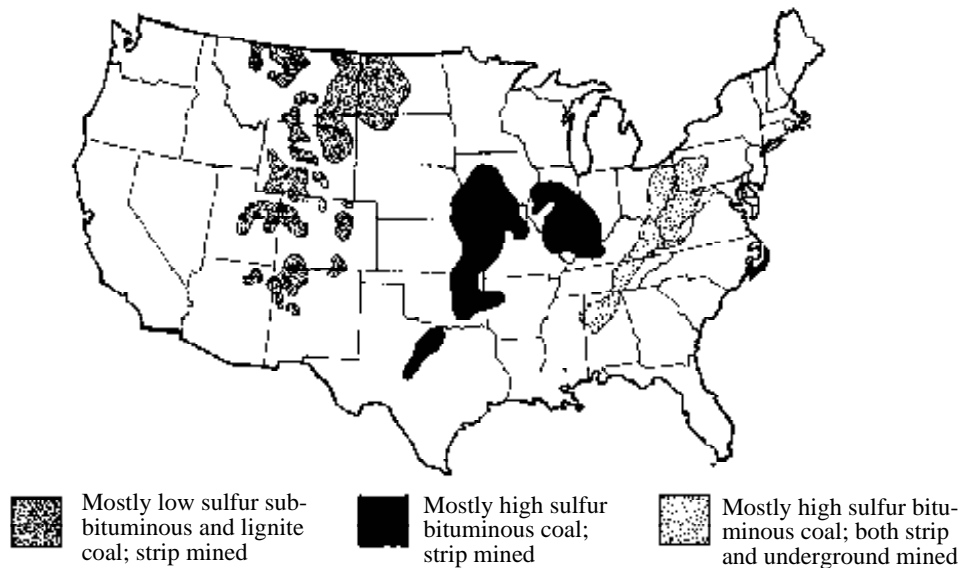 Mostly low sulfur sub-
bituminous and lignite
coal; strip mined
Mostly high sulfur
bituminous coal;
strip mined
Mostly high sulfur bitu-
minous coal; both strip
and underground mined